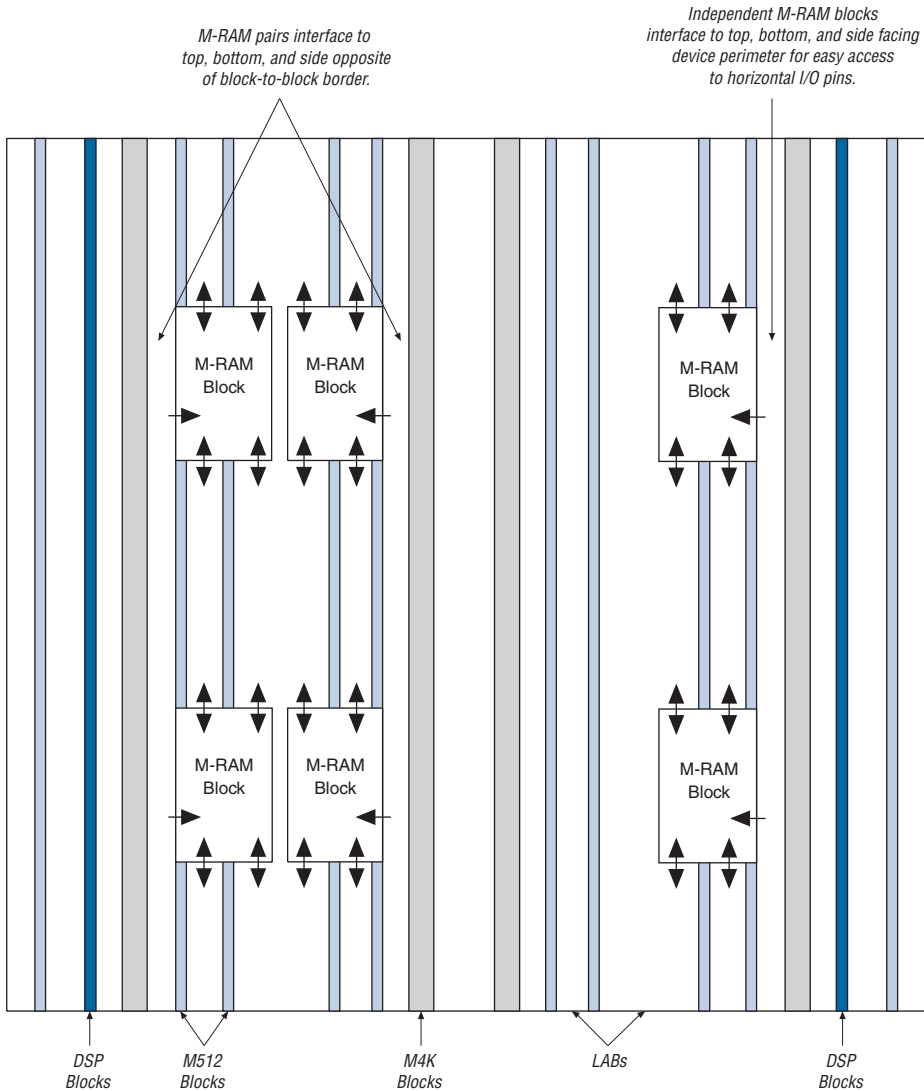 M-RAM pairs interface to
top, bottom, and side opposite
of block-to-block border.
Independent M-RAM blocks
interface to top, bottom, and side facing
device perimeter for easy access
to horizontal I/O pins.
M-RAM
Block
M-RAM
Block
M-RAM
Block
M-RAM
Block
M-RAM
Block
M-RAM
Block
DSP
Blocks
M512
Blocks
M4K
Blocks
LABs
DSP
Blocks